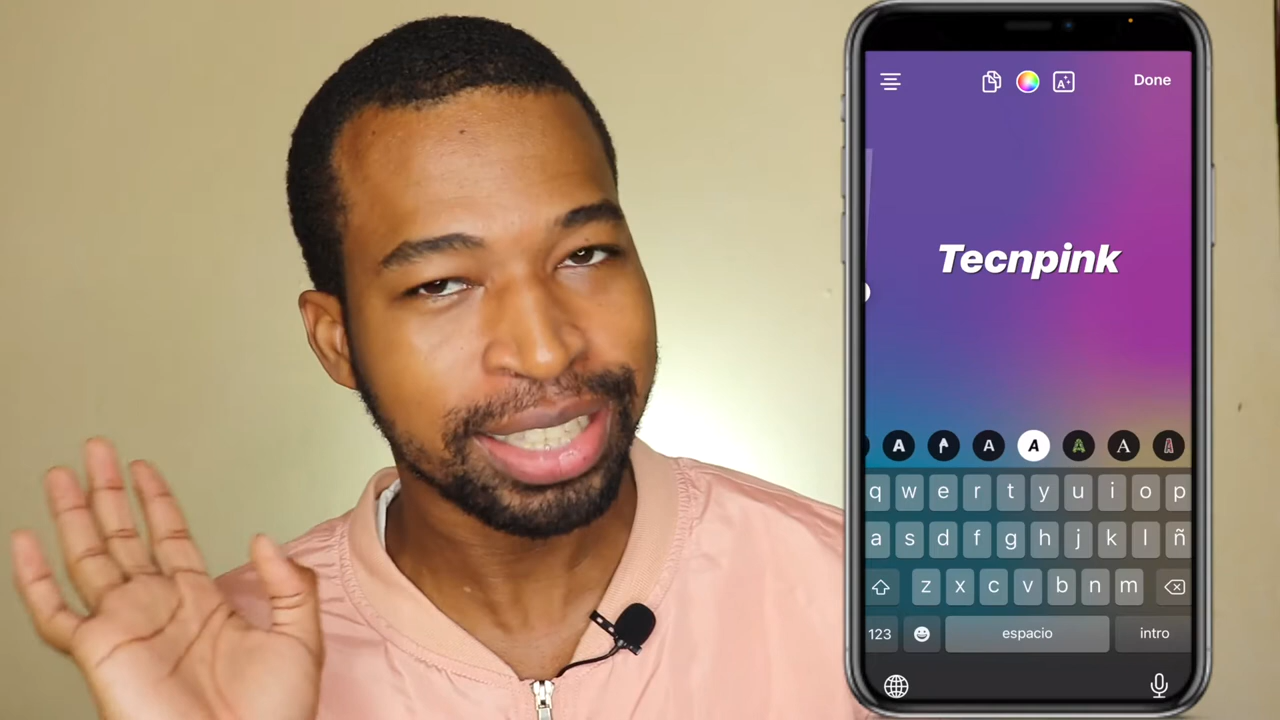 Done
Tecnpink
A A A A A A
q w e r t y u i o p
a s d f g h j k l ñ
z x c v b n m
123 espacio intro